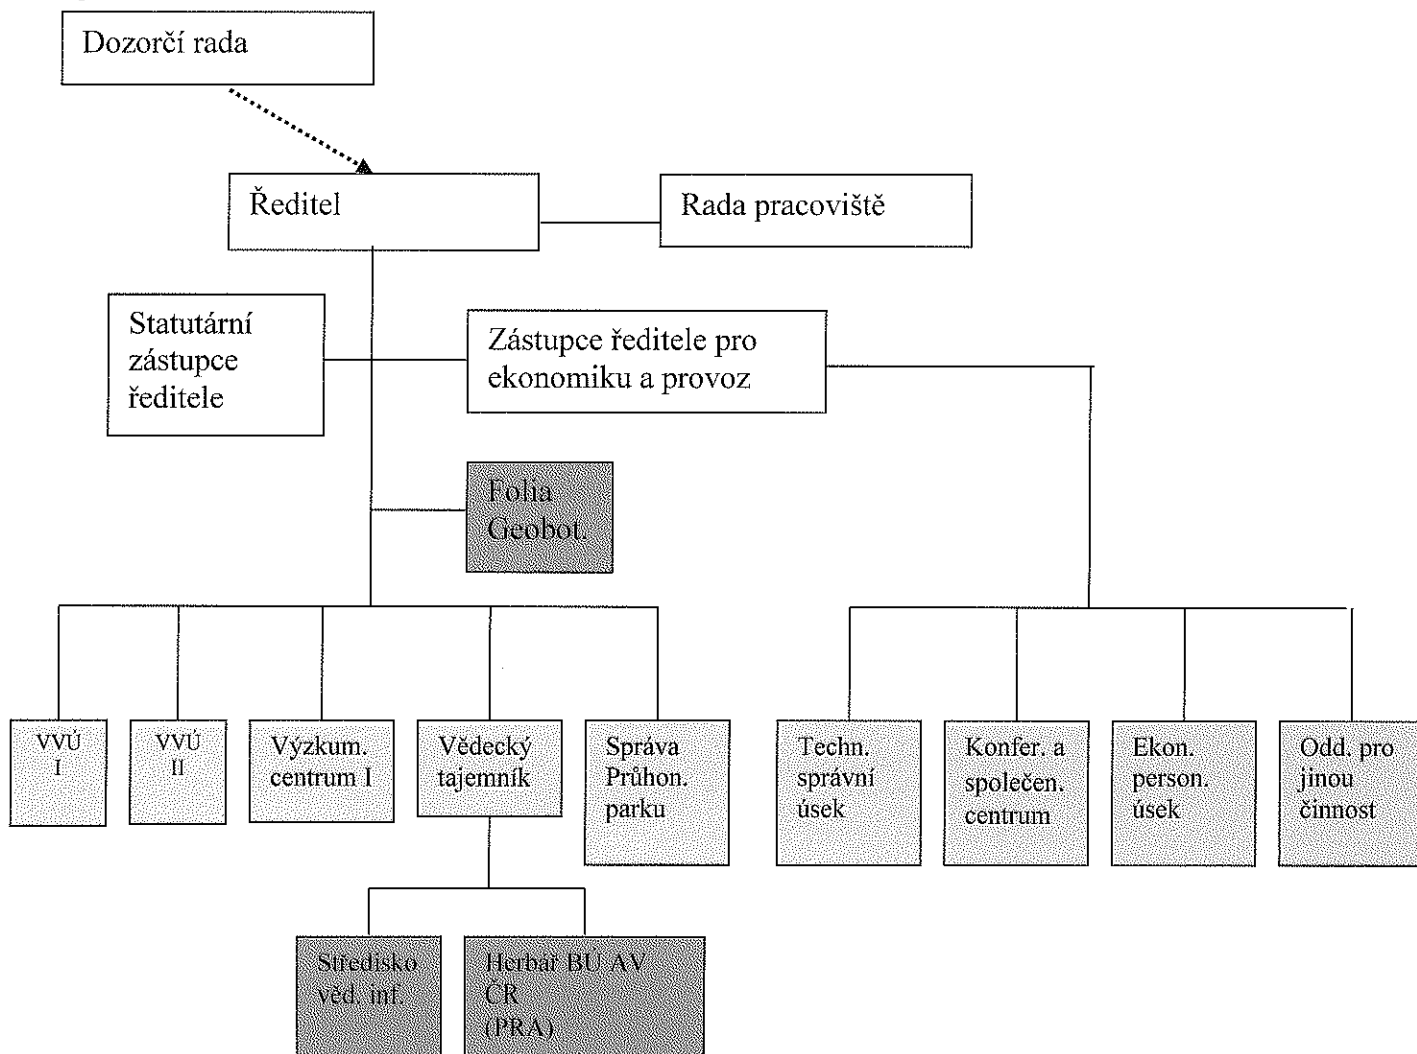 Dozorčí rada
Ředitel
Rada pracoviště
Statutární
zástupce
ředitele
Zástupce ředitele pro
ekonomiku a provoz
Folia
Geobot.
VVÚ
I
VVÚ
II
Výzkum.
centrum I
Vědecký
tajemník
Správa
Průhon.
parku
Techn.
správní
úsek
Konfer. a
společen.
centrum
Ekon.
person.
úsek
Odd. pro
jinou
činnost
Středisko
věd. inf.
Herbář BÚ AV
ČR
(PRA)